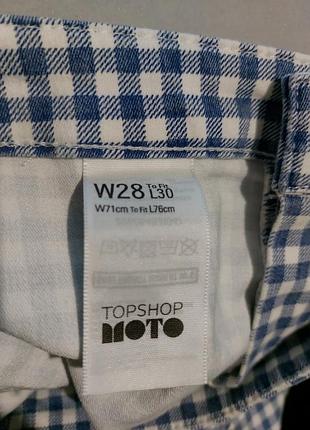 W28 To Fit L30
W71cm To Fit L76cm
TOPSHOP
MOTO